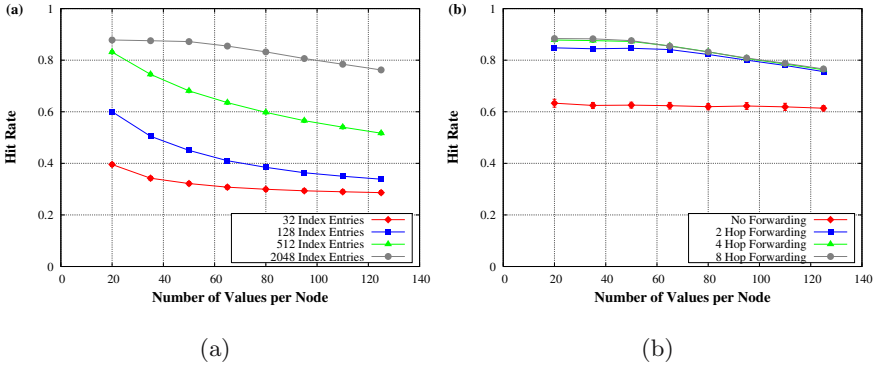 (a)
1
0.8
0.6
0.4
0.2
0
Hit Rate
32 Index Entries
128 Index Entries
512 Index Entries
2048 Index Entries
0 20 40 60 80 100 120 140
Number of Values per Node
(a)
(b)
1
0.8
0.6
0.4
0.2
0
Hit Rate
No Forwarding
2 Hop Forwarding
4 Hop Forwarding
8 Hop Forwarding
0 20 40 60 80 100 120 140
Number of Values per Node
(b)